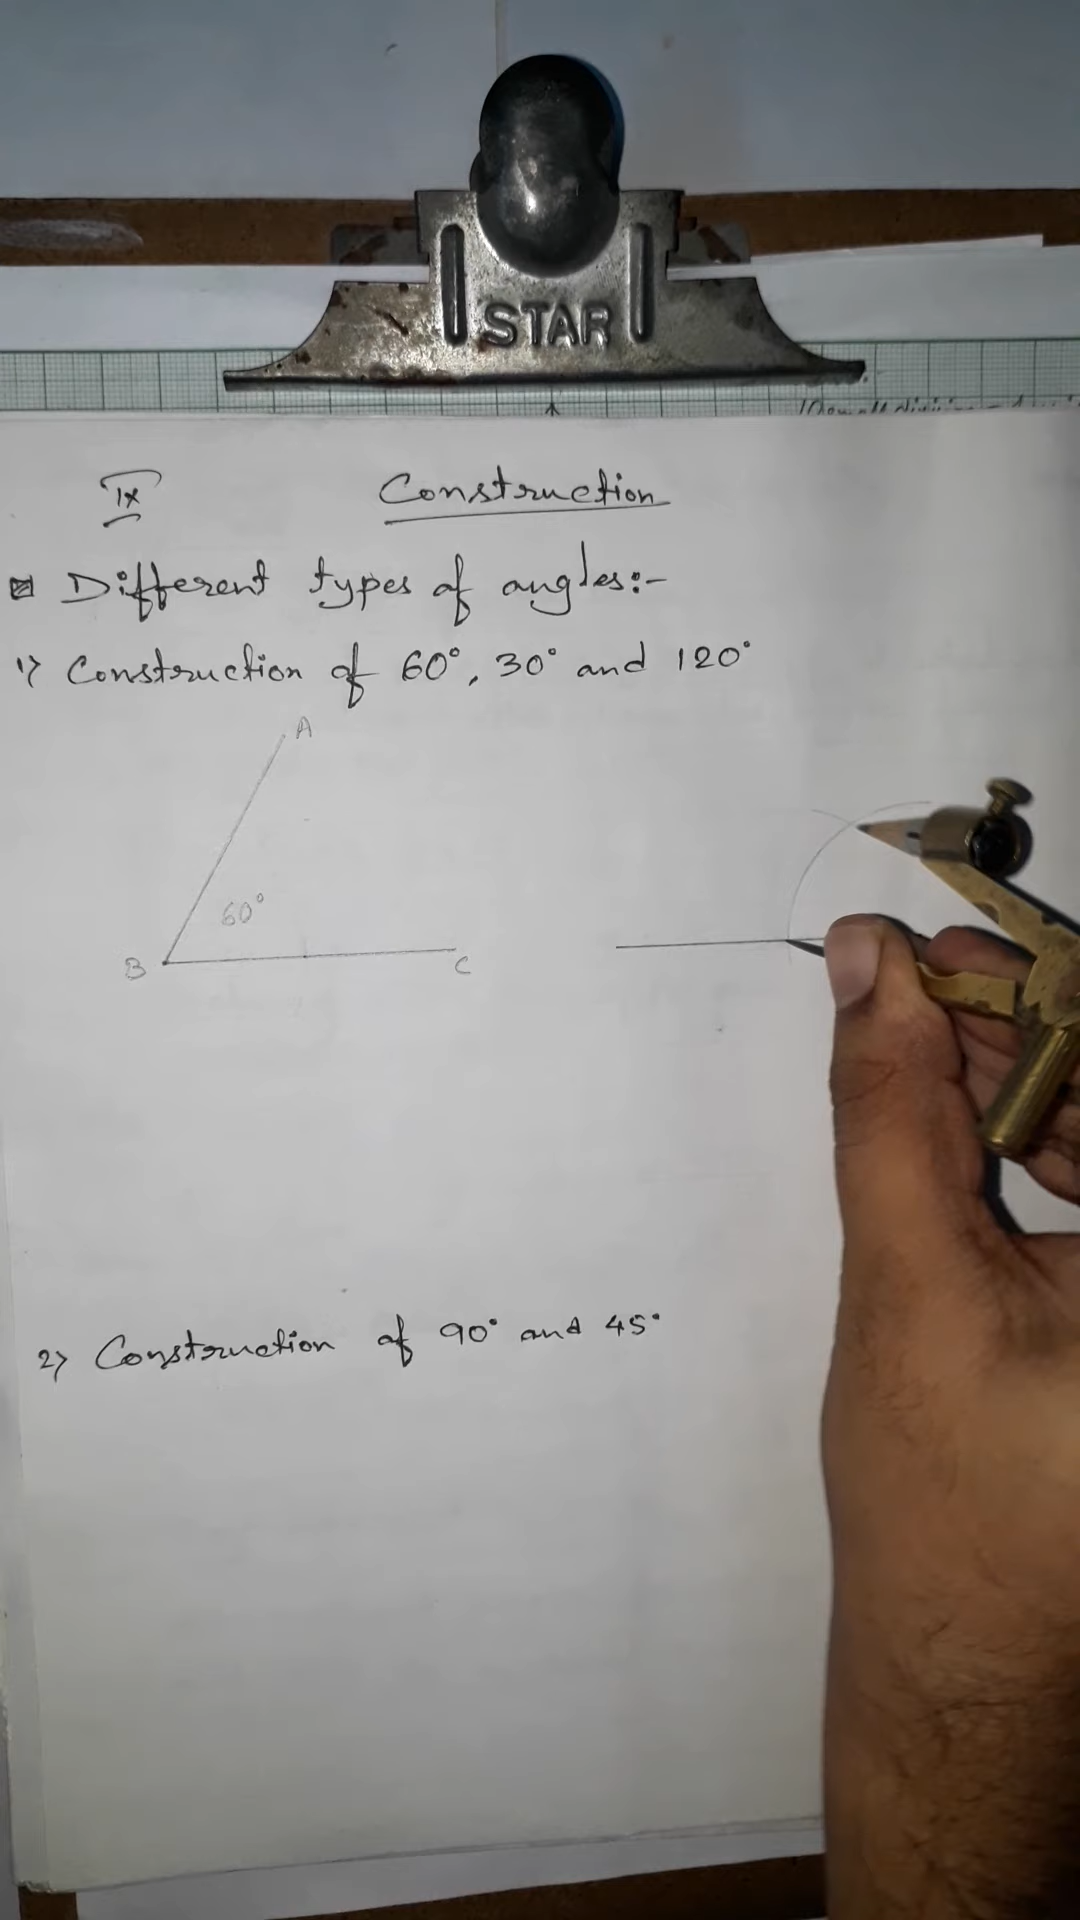 STAR
IX
Construction
Different types of angles:-
1) Construction of 60°, 30° and 120°
A
60°
B
C
2) Construction of 90° and 45°